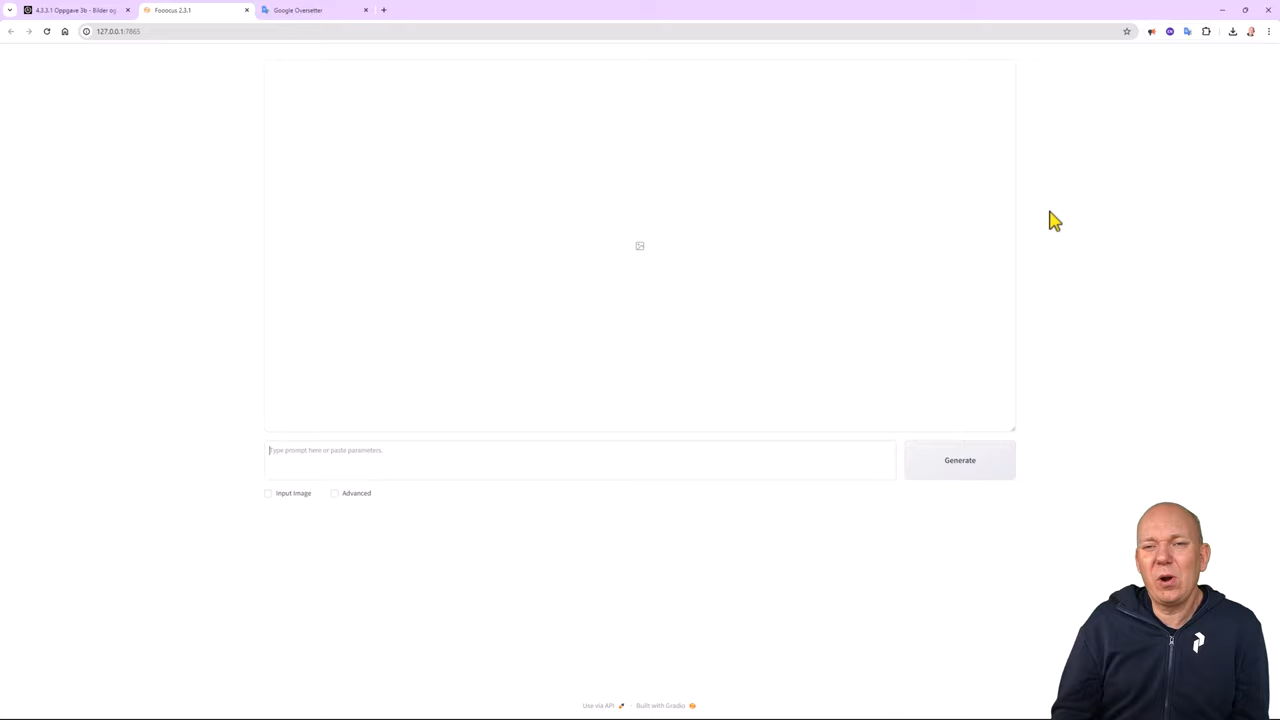 4.3.3.1 Oppgave 3b - Bilder og
Fooocus 2.3.1
Google Oversetter
127.0.0.1:7865
Type prompt here or paste parameters.
Generate
Input Image
Advanced
Use via API
·
Built with Gradio